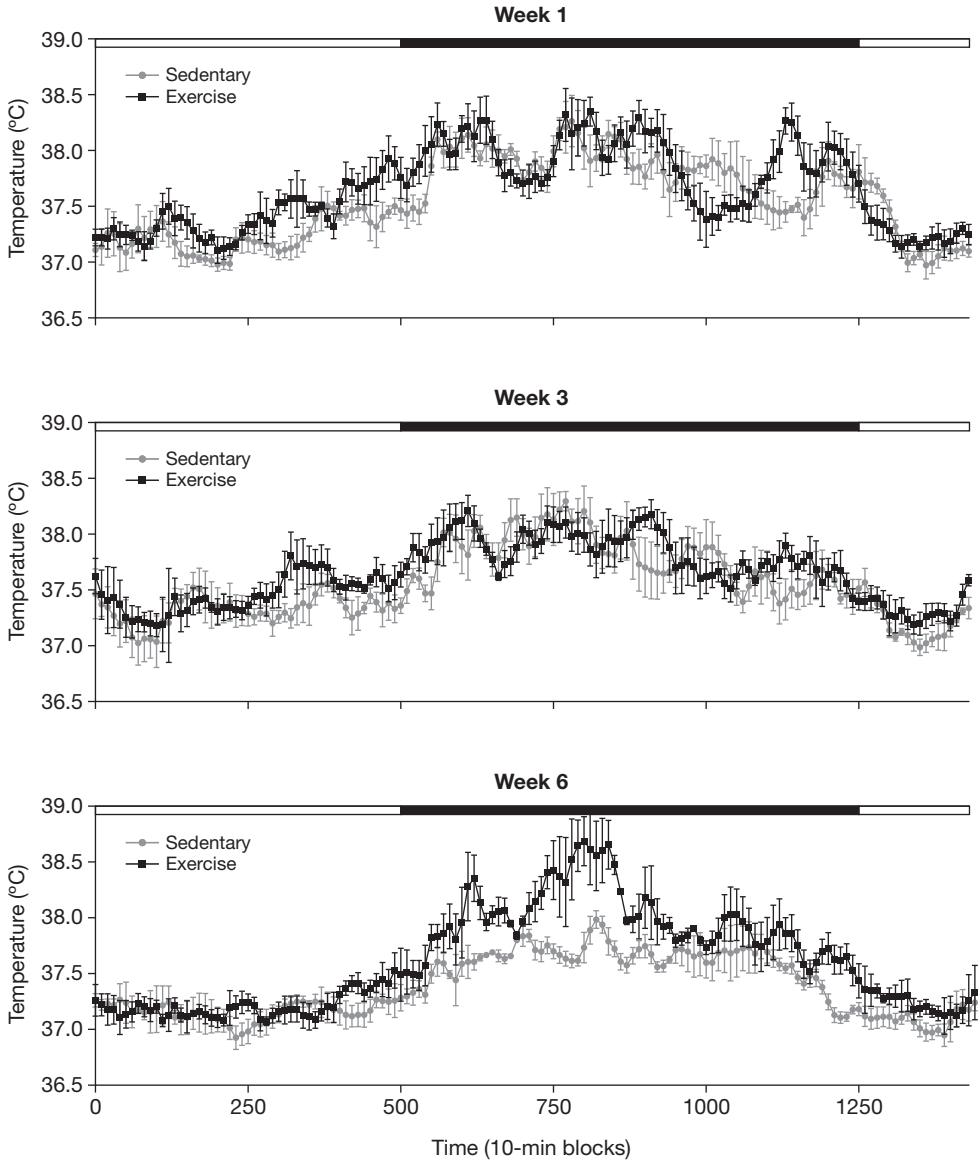 Week 1
39.0
38.5
38.0
37.5
37.0
36.5
Temperature (ºC)
Sedentary
Exercise
Week 3
39.0
38.5
38.0
37.5
37.0
36.5
Temperature (ºC)
Sedentary
Exercise
Week 6
39.0
38.5
38.0
37.5
37.0
36.5
Temperature (ºC)
Sedentary
Exercise
0 250 500 750 1000 1250
Time (10-min blocks)